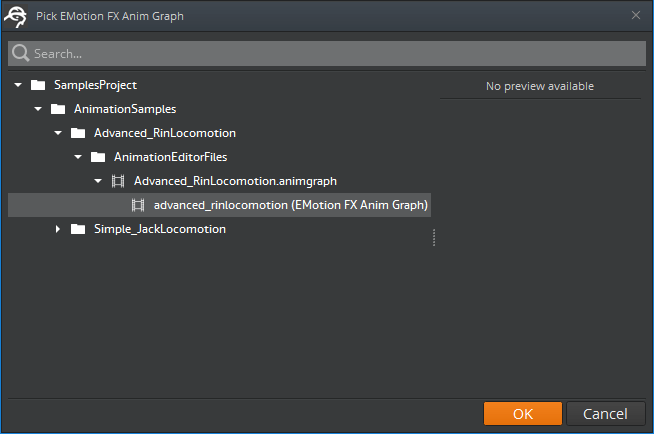 Pick EMotion FX Anim Graph
Search...
SamplesProject
No preview available
AnimationSamples
Advanced_RinLocomotion
AnimationEditorFiles
Advanced_RinLocomotion.animgraph
advanced_rinlocomotion (EMotion FX Anim Graph)
Simple_JackLocomotion
OK Cancel